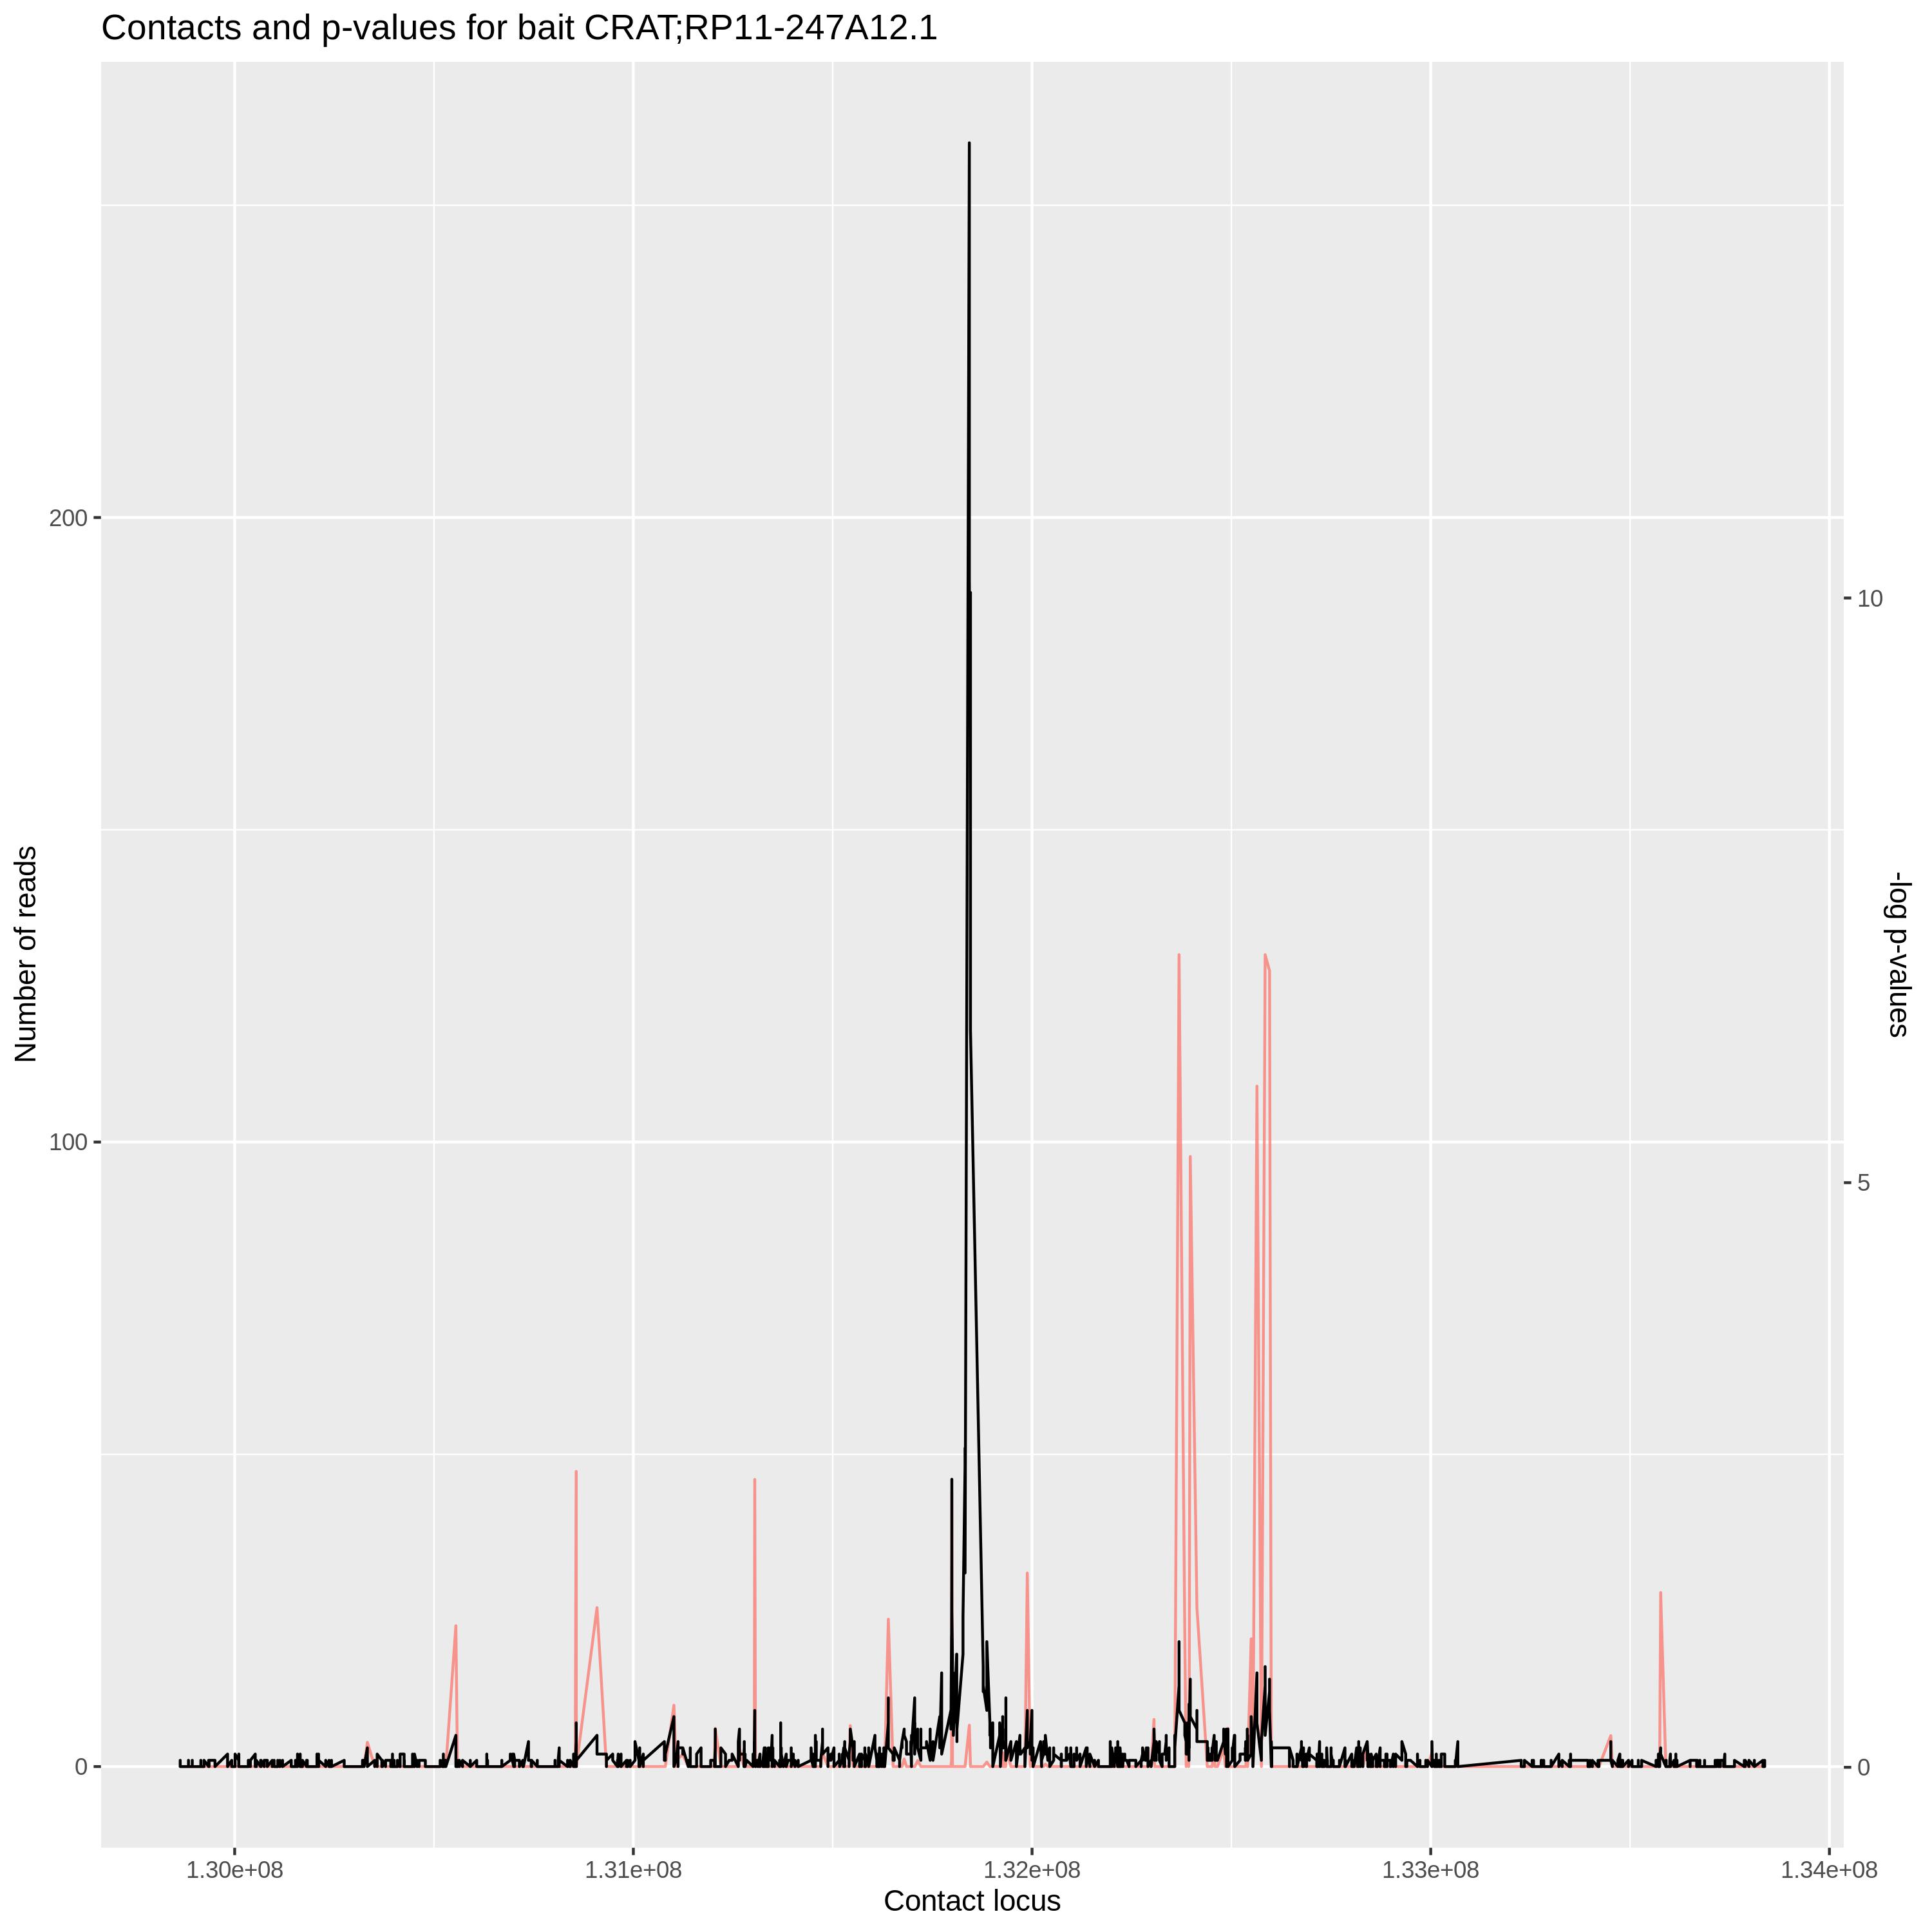 Contacts and p-values for bait CRAT;RP11-247A12.1
Number of reads
200
100
0
10
5
0
-log p-values
1.30e+08
1.31e+08
1.32e+08
1.33e+08
1.34e+08
Contact locus